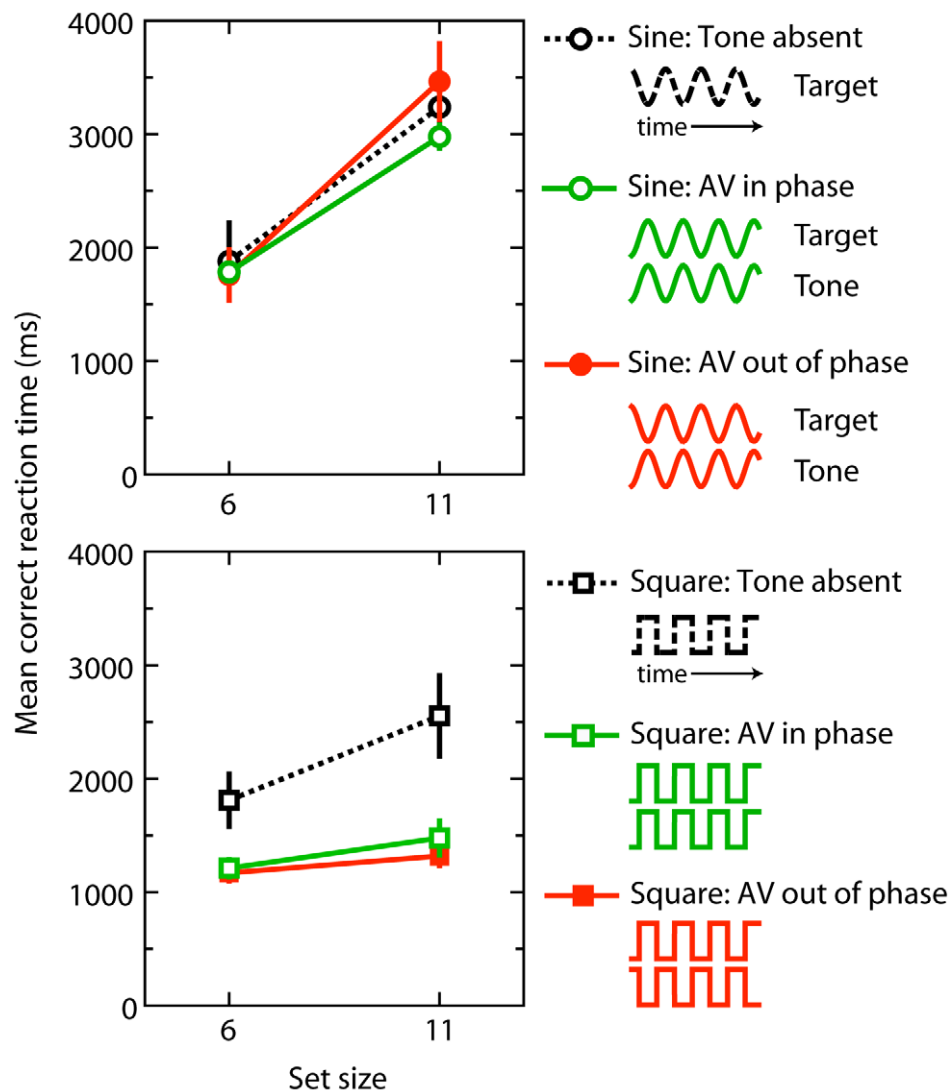 Mean correct reaction time (ms)
4000
3000
2000
1000
0
6
11
Sine: Tone absent
Target
time
Sine: AV in phase
Target
Tone
Sine: AV out of phase
Target
Tone
4000
3000
2000
1000
0
6
11
Set size
Square: Tone absent
time
Square: AV in phase
Square: AV out of phase